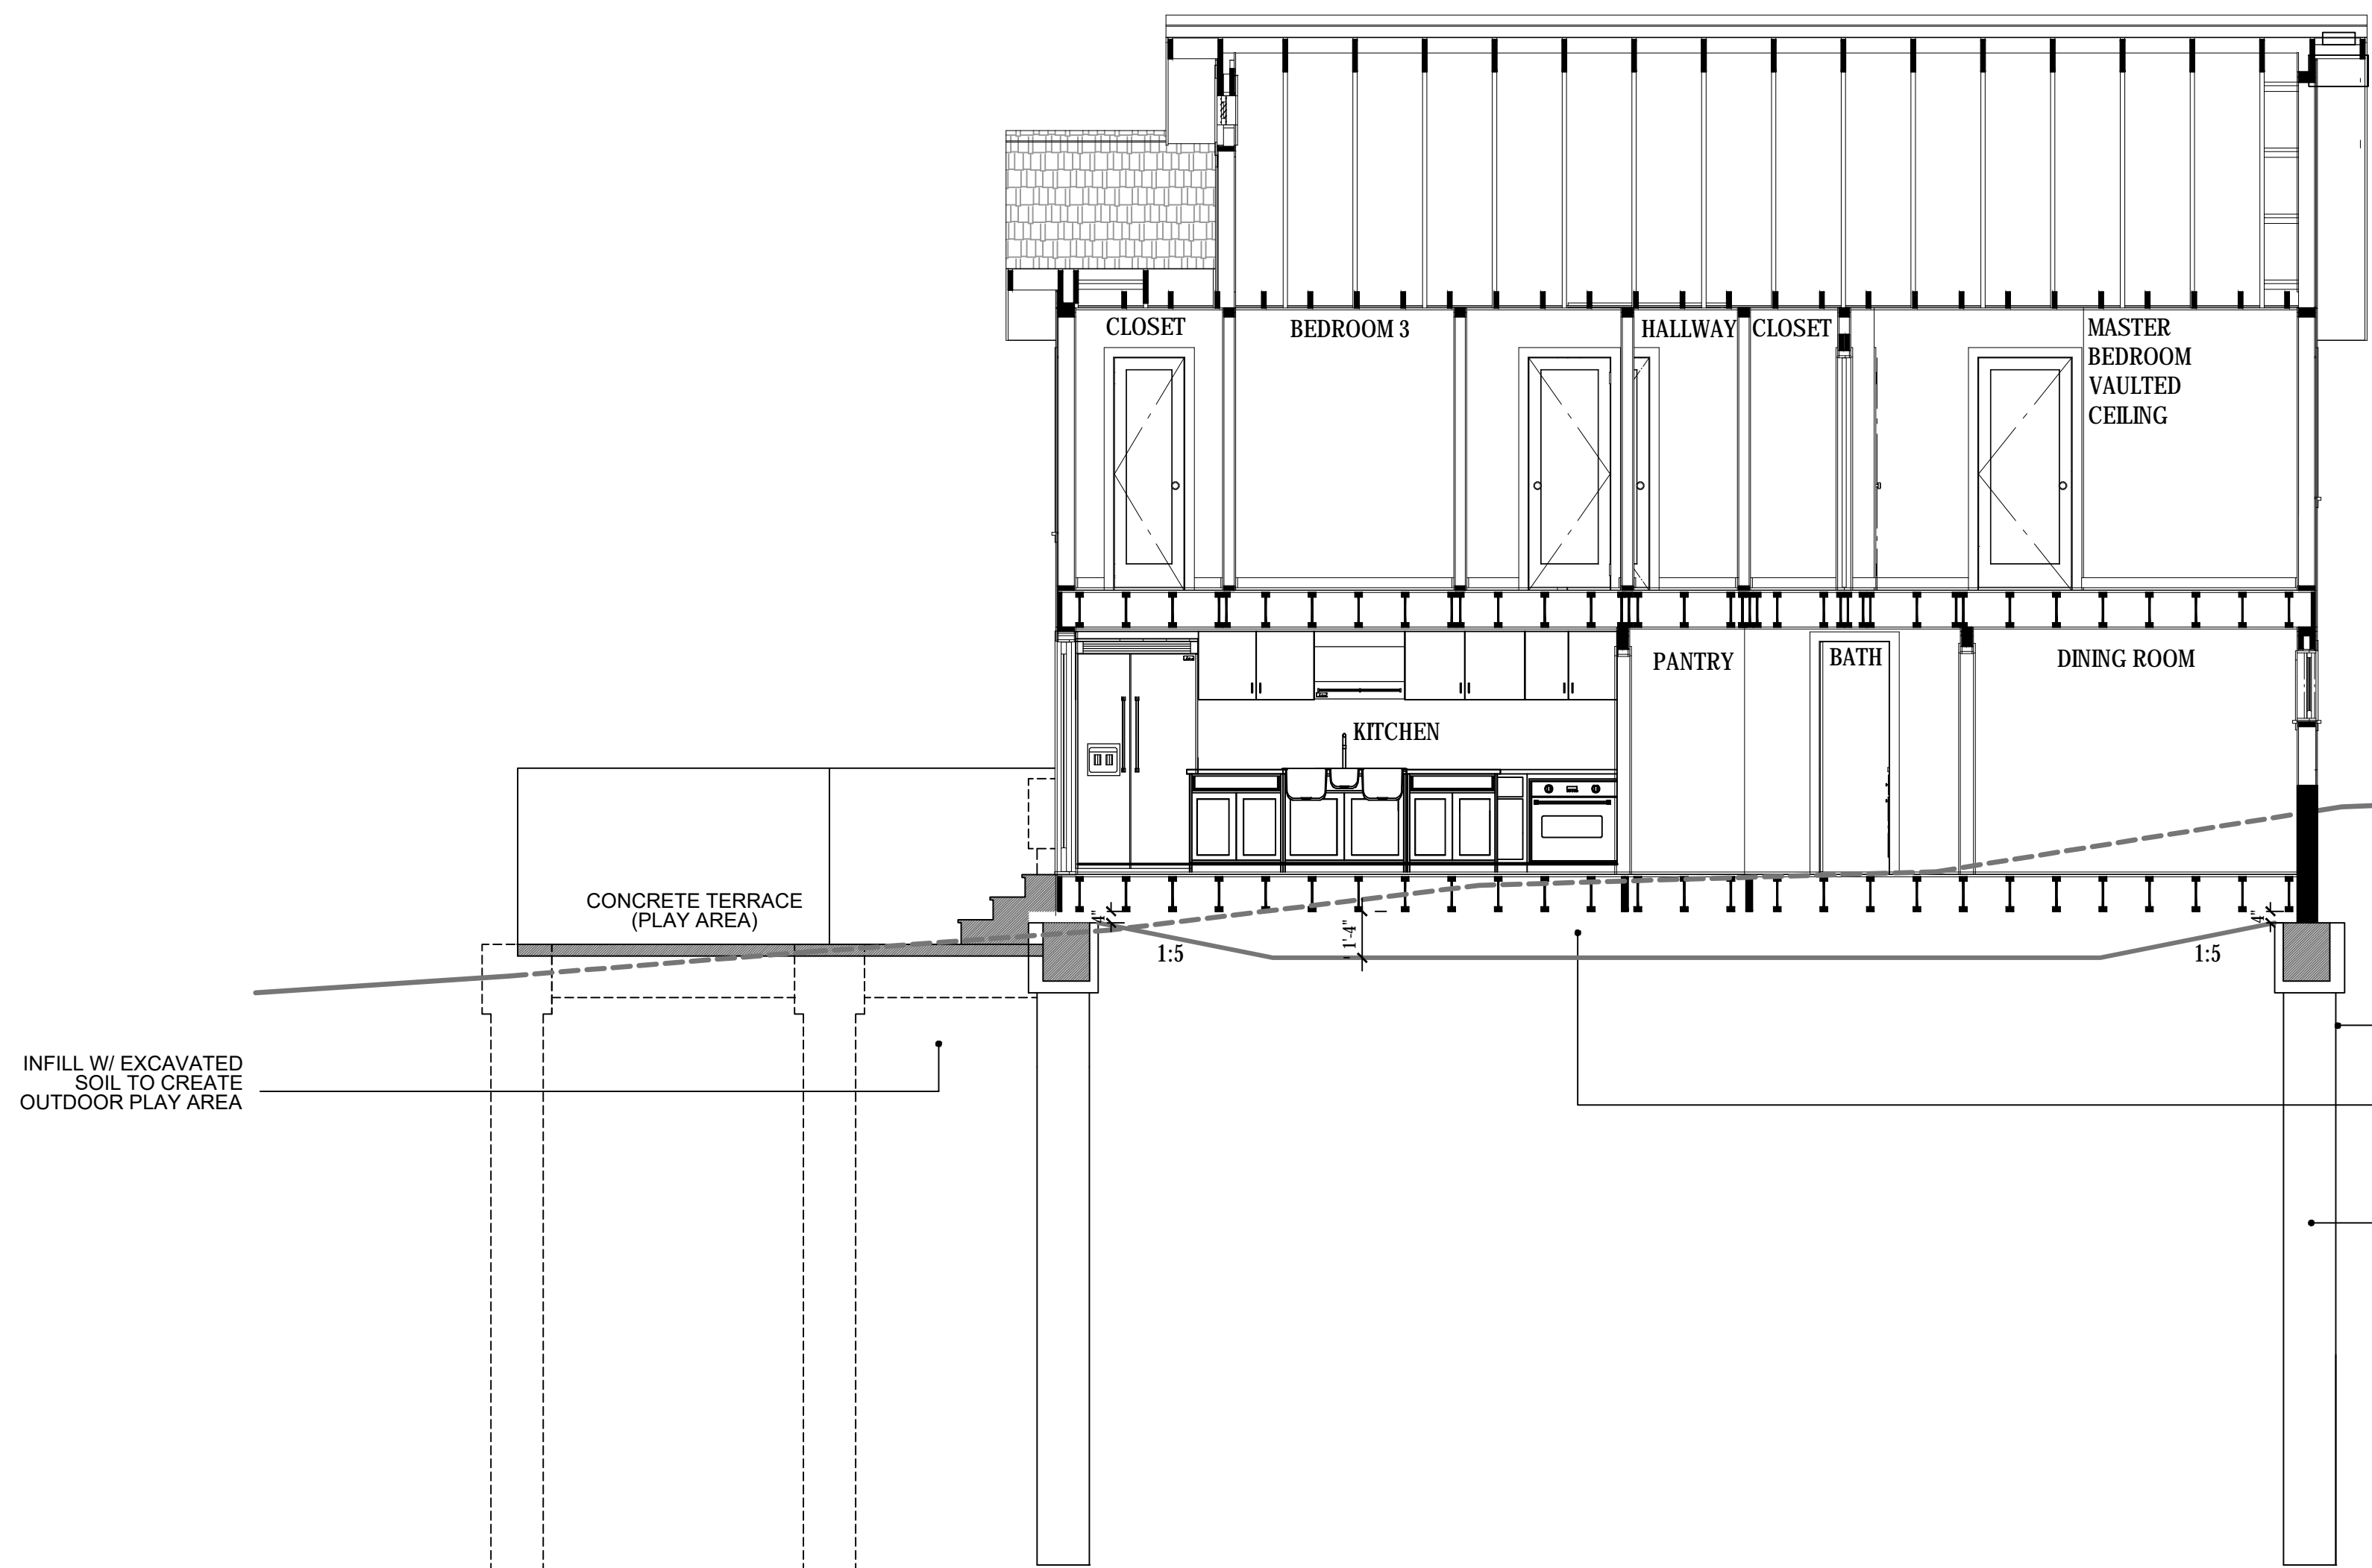 CLOSET
BEDROOM 3
HALLWAY
CLOSET
MASTER
BEDROOM
VAULTED
CEILING
PANTRY
BATH
DINING ROOM
KITCHEN
CONCRETE TERRACE
(PLAY AREA)
4"
1'-4"
4"
1:5
1:5
INFILL W/ EXCAVATED
SOIL TO CREATE
OUTDOOR PLAY AREA